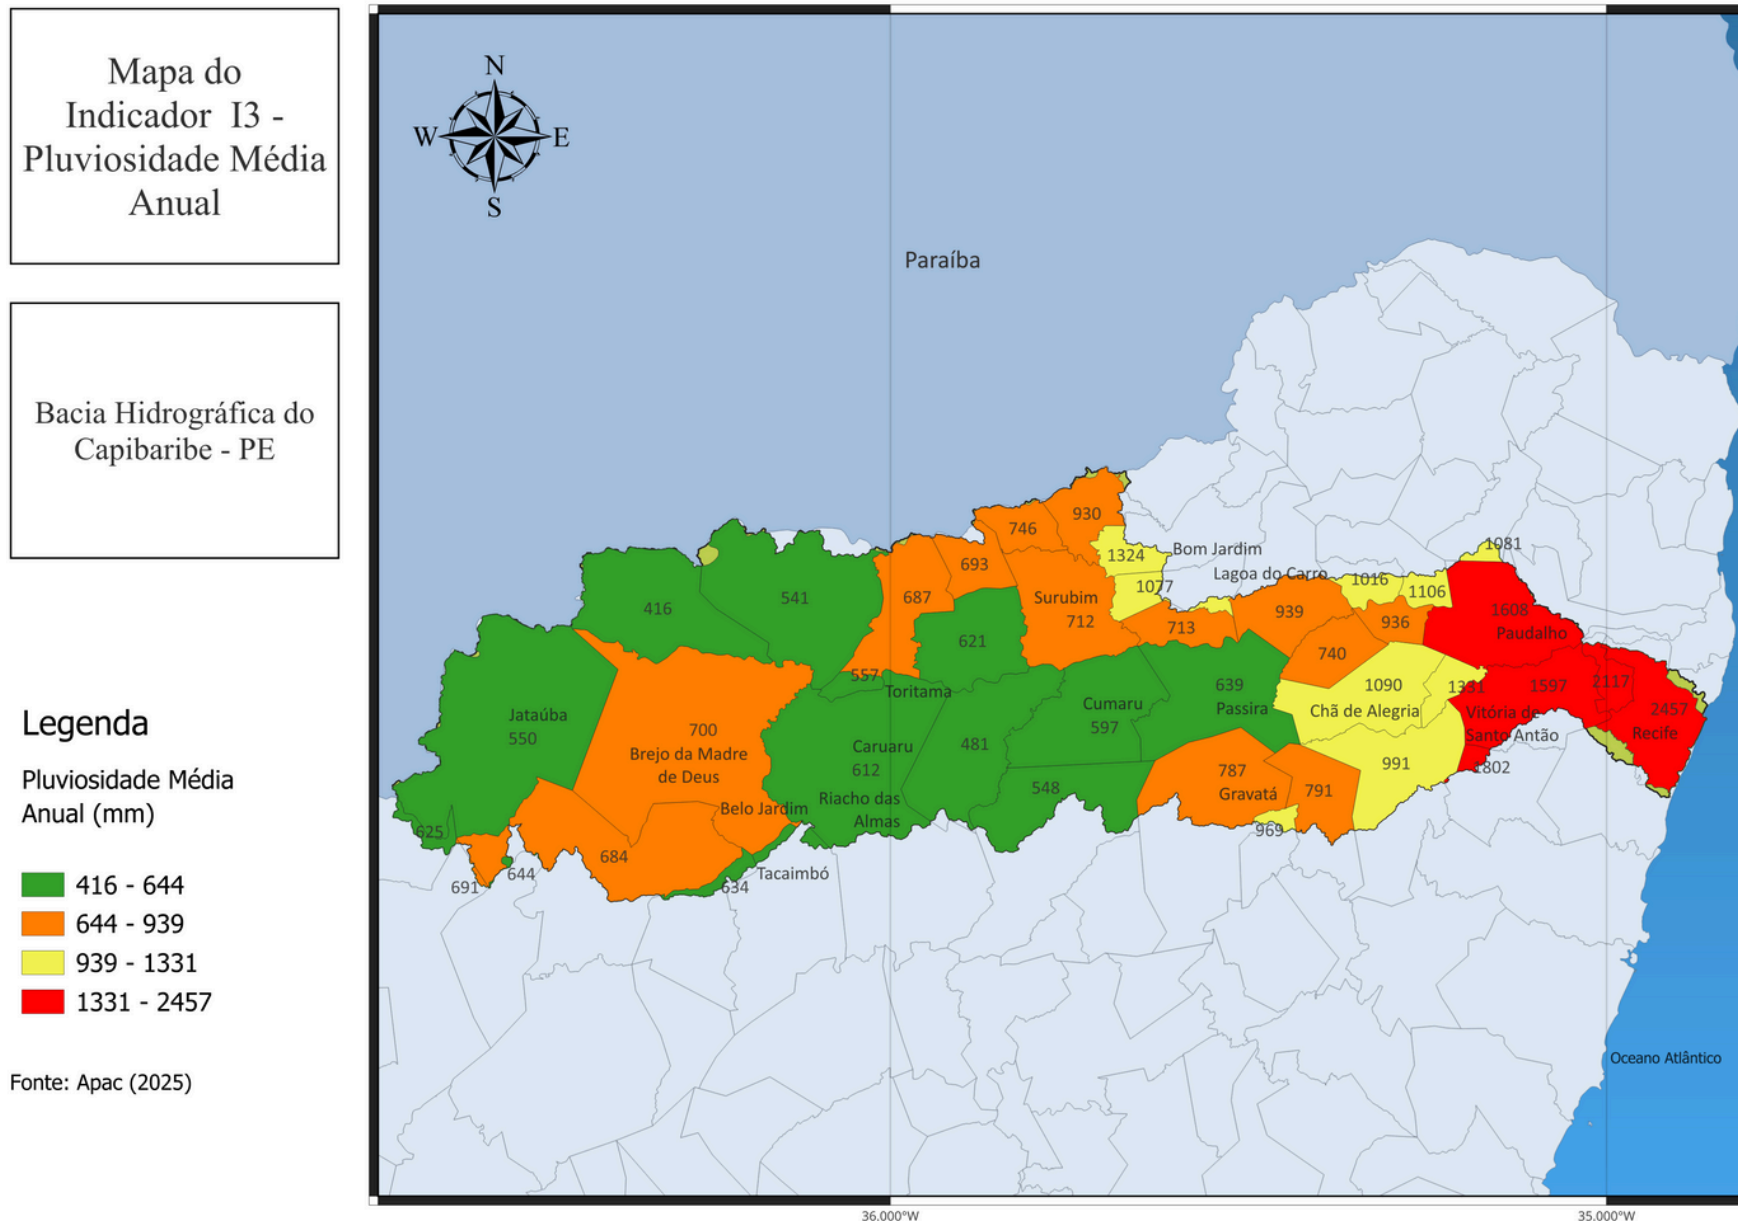 Mapa do
Indicador I3 -
Pluviosidade Média
Anual
Bacia Hidrográfica do
Capibaribe - PE
Legenda
Pluviosidade Média
Anual (mm)
416 - 644
644 - 939
939 - 1331
1331 - 2457
Fonte: Apac (2025)
N
W
E
S
Paraíba
930
746
1324
Bom Jardim
1081
693
1077
Lagoa do Carro
1016
1106
416
541
687
Surubim
712
939
1608
621
713
936
Paudalho
740
557
Toritama
639
Passira
1090
1331
1597
2117
Jataúba
550
700
Brejo da Madre
de Deus
Cumaru
597
Chã de Alegria
Vitória de
Santo Antão
2457
Recife
Caruaru
612
481
991
1802
787
Gravatá
791
548
Belo Jardim
Riacho das
Almas
625
969
684
691
644
634
Tacaimbó
Oceano Atlântico
36.000°W
35.000°W